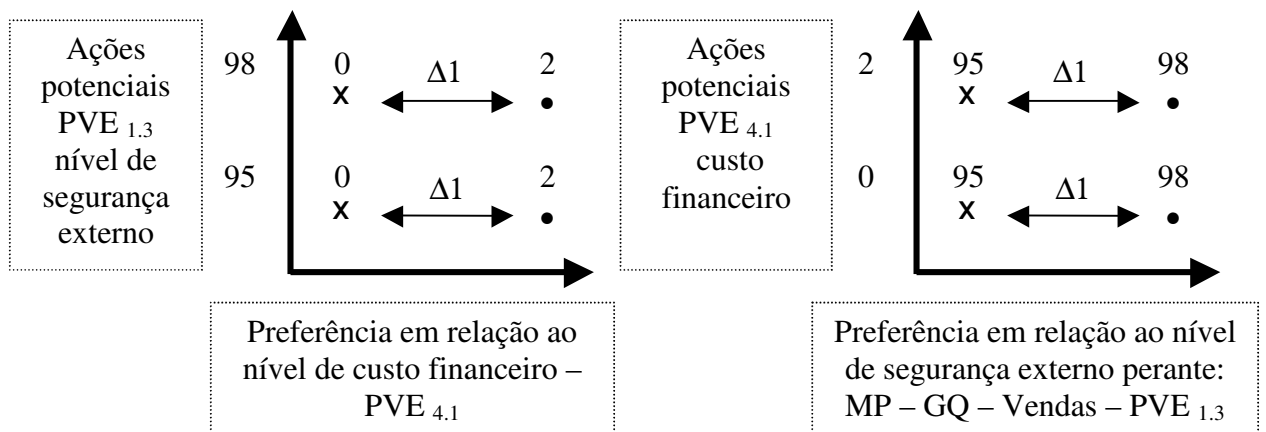 Ações
potenciais
PVE 1.3
nível de
segurança
externo
98 0 Δ1 2
x •
95 0 Δ1 2
x •
Preferência em relação ao
nível de custo financeiro –
PVE 4.1
Ações
potenciais
PVE 4.1
custo
financeiro
2 95 Δ1 98
x •
0 95 Δ1 98
x •
Preferência em relação ao nível
de segurança externo perante:
MP – GQ – Vendas – PVE 1.3